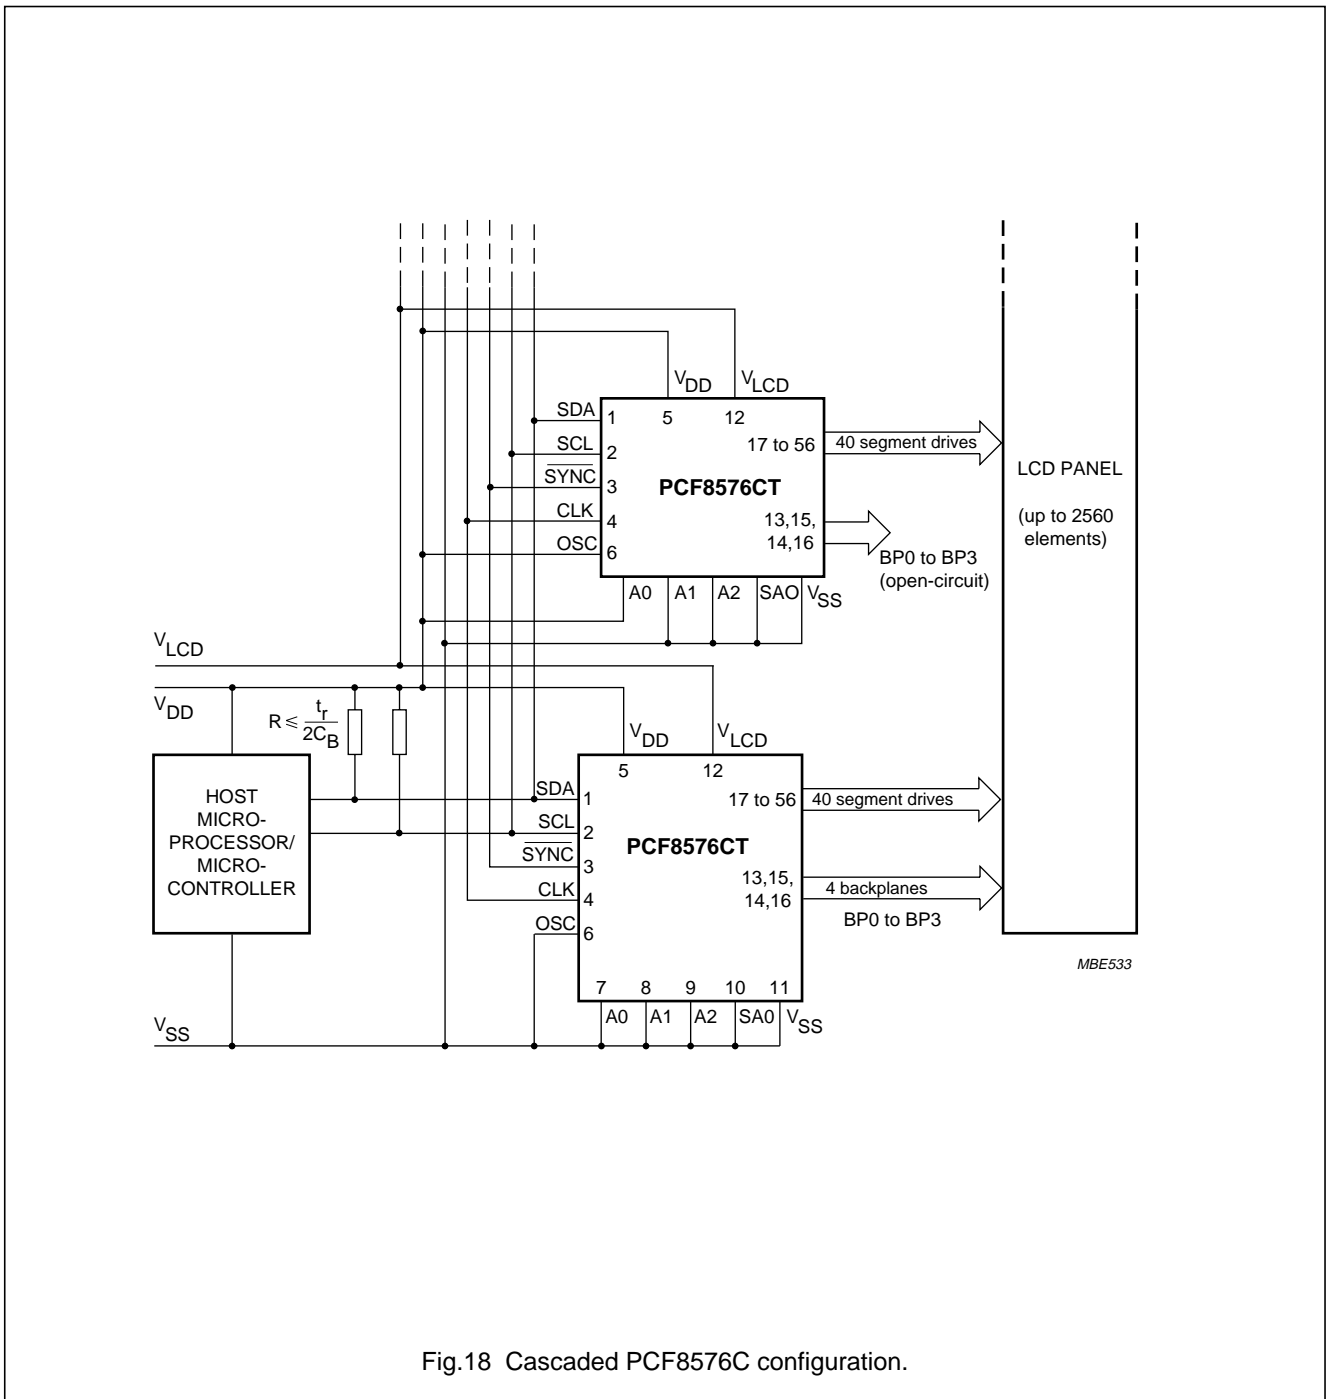 V_DD V_LCD
SDA 1 5 12
17 to 56 40 segment drives
SCL 2
LCD PANEL
S̅Y̅N̅C̅ 3 PCF8576CT
(up to 2560
elements)
CLK 4 13,15,
14,16
OSC 6
BP0 to BP3
(open-circuit)
A0 A1 A2 SAO V_SS
V_LCD
V_DD
R ≤ t_r / 2C_B
V_DD V_LCD
5 12
HOST
MICRO-
PROCESSOR/
MICRO-
CONTROLLER
SDA 1
17 to 56 40 segment drives
SCL 2
PCF8576CT
S̅Y̅N̅C̅ 3
13,15,
14,16 4 backplanes
CLK 4
BP0 to BP3
OSC 6
MBE533
7 8 9 10 11
A0 A1 A2 SA0 V_SS
V_SS
Fig.18 Cascaded PCF8576C configuration.